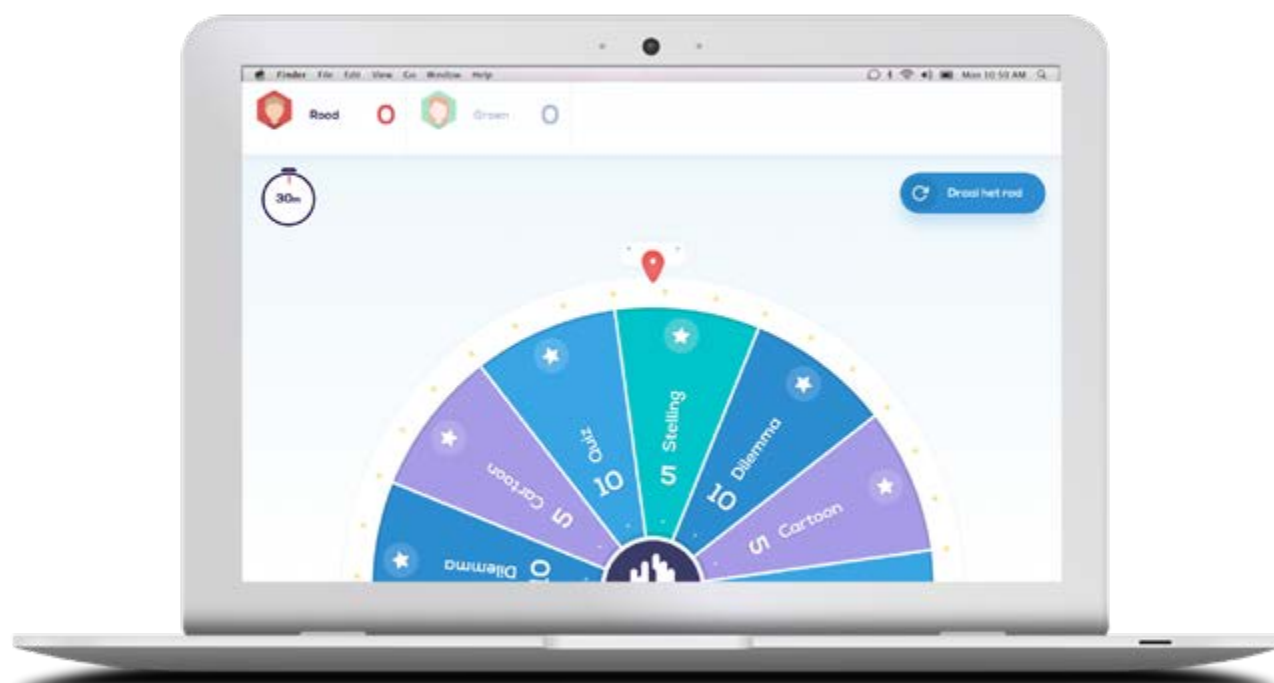 Finder File Edit View Go Window Help
Mon 10:50 AM
Rood 0
Groen 0
30m
Draai het rad
10 Dilemma
5 Cartoon
10 Quiz
5 Stelling
10 Dilemma
5 Cartoon